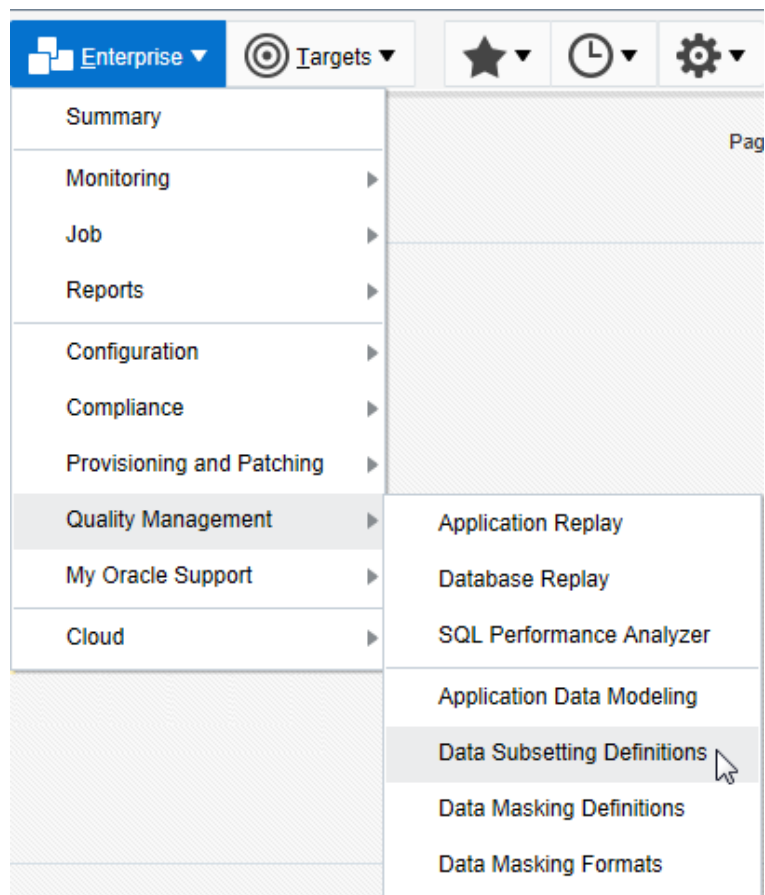 Enterprise
Targets
Summary
Pag
Monitoring
Job
Reports
Configuration
Compliance
Provisioning and Patching
Quality Management
My Oracle Support
Cloud
Application Replay
Database Replay
SQL Performance Analyzer
Application Data Modeling
Data Subsetting Definitions
Data Masking Definitions
Data Masking Formats